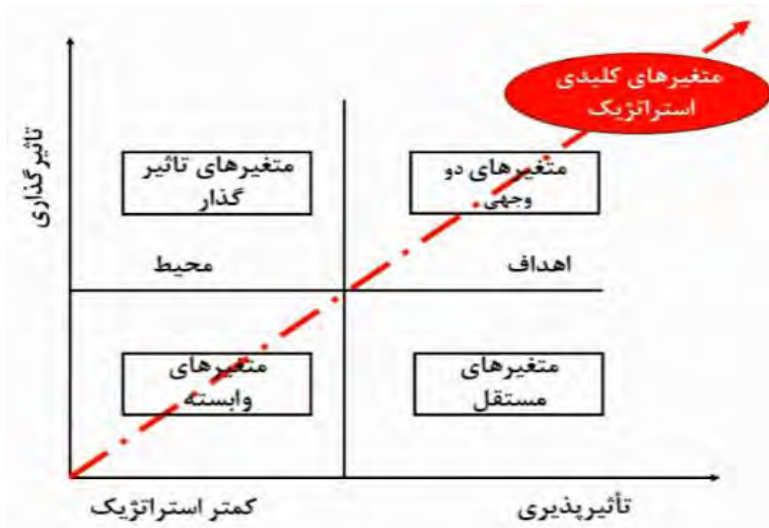 متغیرهای کلیدی
استراتژیک
تاثیرگذاری
متغیرهای تاثیر
گذار
متغیرهای دو
وجهی
محیط
اهداف
متغیرهای
وابسته
متغیرهای
مستقل
کمتر استراتژیک
تأثیرپذیری